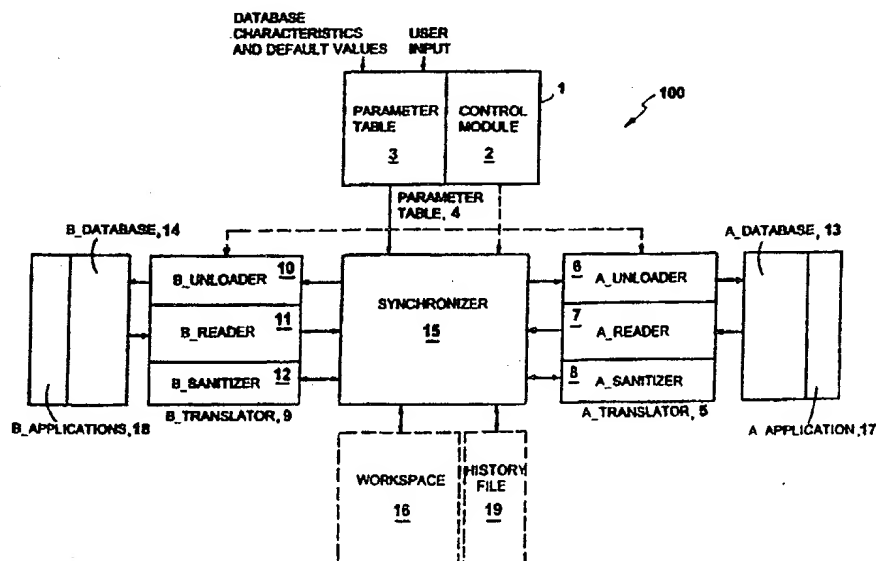 DATABASE
CHARACTERISTICS
AND DEFAULT VALUES
USER
INPUT
1
100
PARAMETER
TABLE
3
CONTROL
MODULE
2
PARAMETER
TABLE, 4
B_DATABASE,14
A_DATABASE, 13
10
B_UNLOADER
11
B_READER
12
B_SANITIZER
B_TRANSLATOR, 9
B_APPLICATIONS, 18
SYNCHRONIZER
15
6
A_UNLOADER
7
A_READER
8
A_SANITIZER
A_TRANSLATOR, 5
A APPLICATION,17
WORKSPACE
16
HISTORY
FILE
19